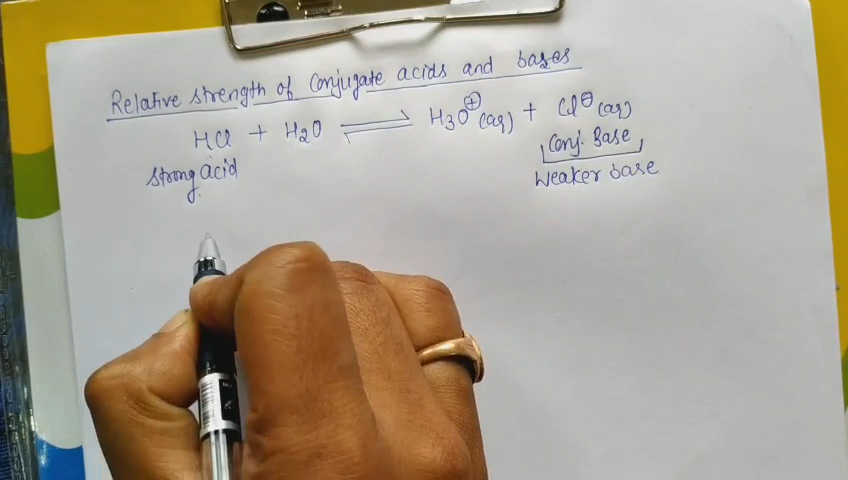 Relative strength of Conjugate acids and bases
HCl + H₂O ⇌ H₃O⊕(aq) + Cl⊖(aq)
Conj. Base
strong acid
Weaker base